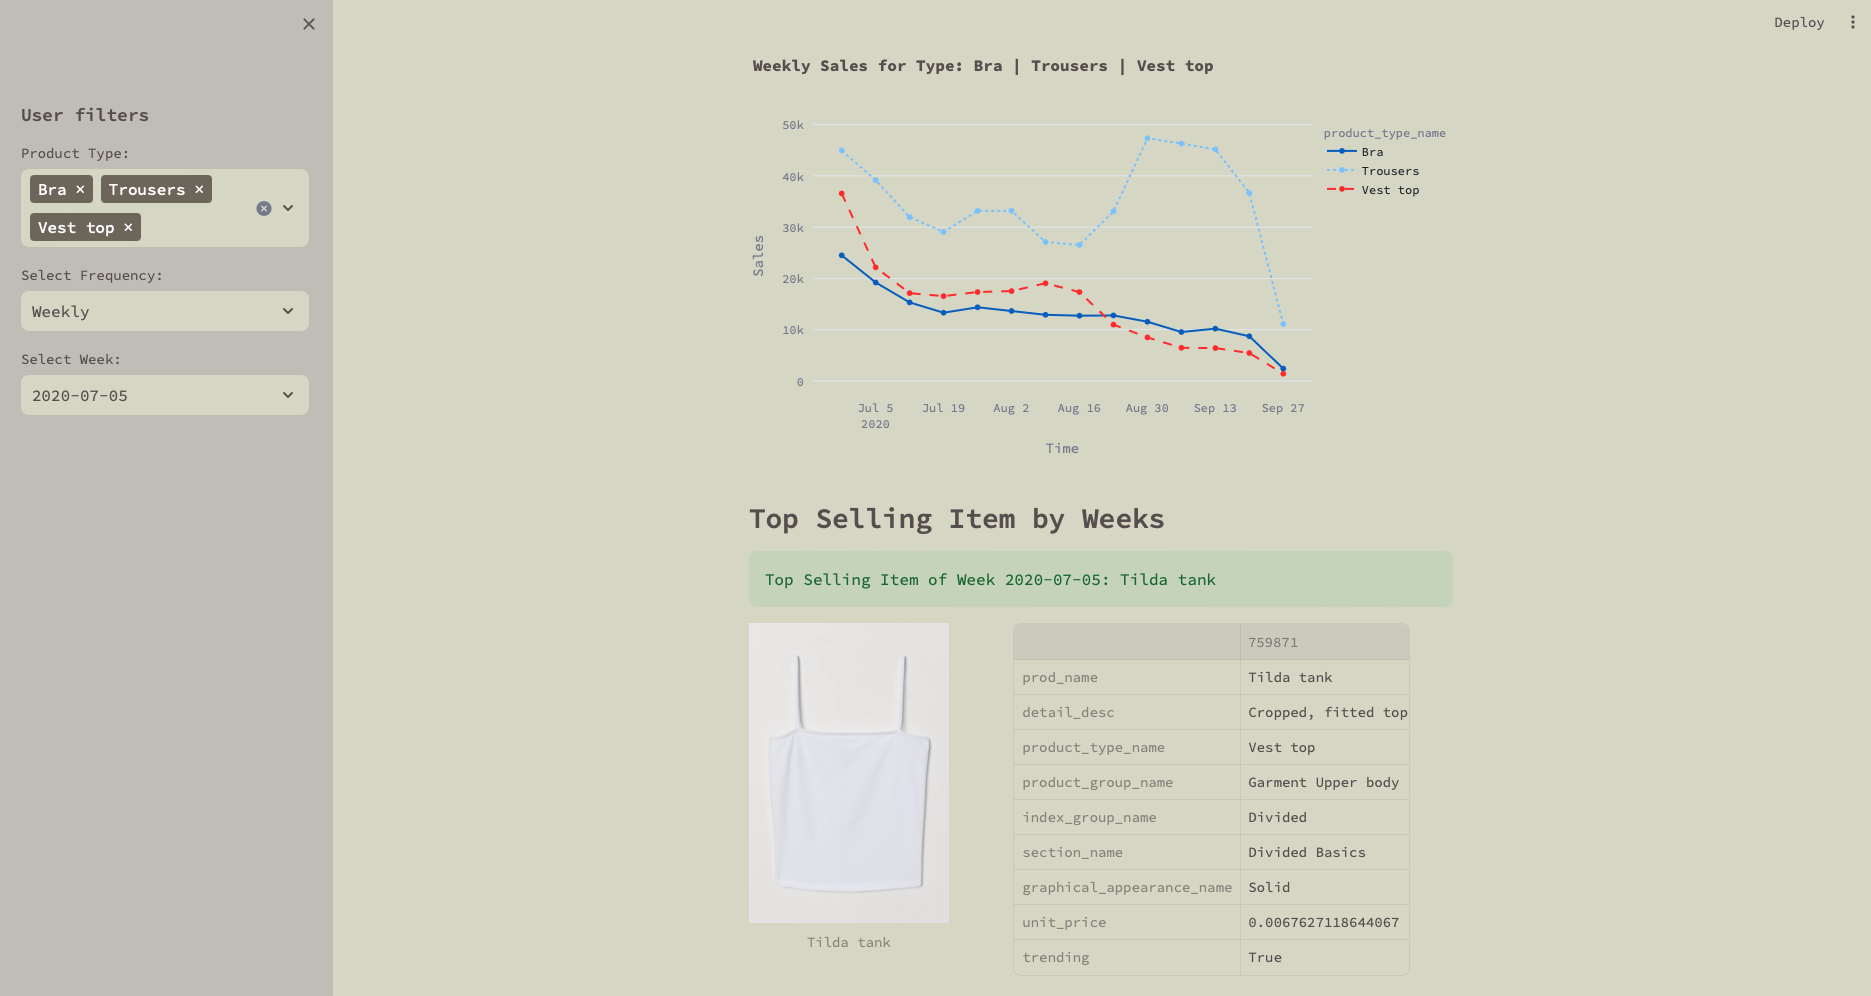 Deploy
User filters
Product Type:
Bra
Trousers
Vest top
Select Frequency:
Weekly
Select Week:
2020-07-05
Weekly Sales for Type: Bra | Trousers | Vest top
50k
40k
30k
20k
10k
0
Sales
Jul 5
2020
Jul 19
Aug 2
Aug 16
Aug 30
Sep 13
Sep 27
Time
product_type_name
Bra
Trousers
Vest top
Top Selling Item by Weeks
Top Selling Item of Week 2020-07-05: Tilda tank
Tilda tank
759871
prod_name Tilda tank
detail_desc Cropped, fitted top
product_type_name Vest top
product_group_name Garment Upper body
index_group_name Divided
section_name Divided Basics
graphical_appearance_name Solid
unit_price 0.0067627118644067
trending True